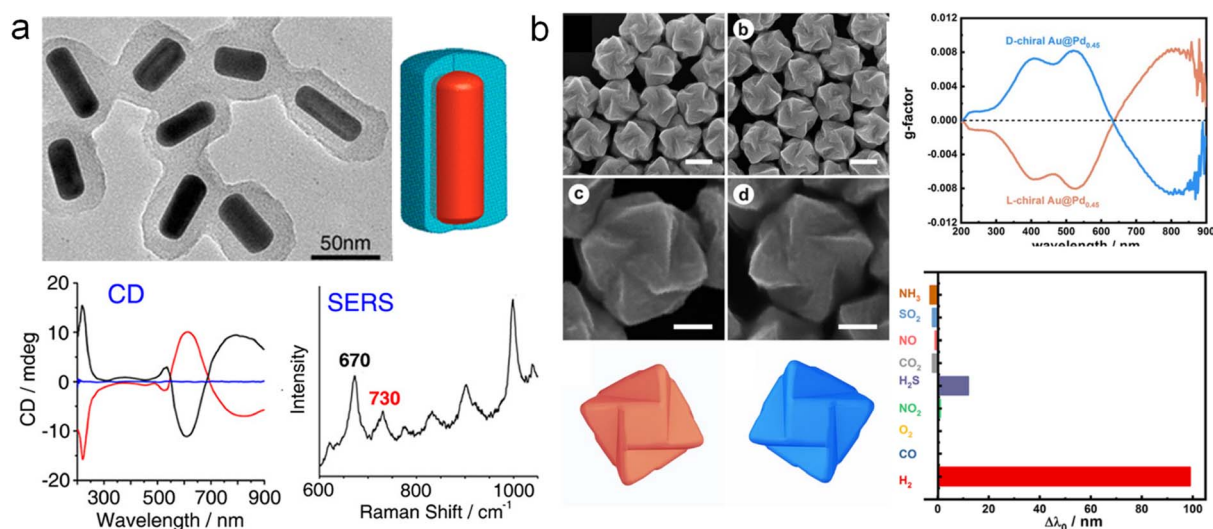 a
50nm
CD
CD / mdeg
20
10
0
-10
-20
300
500
700
900
Wavelength / nm
SERS
Intensity
670
730
600
800
1000
Raman Shift / cm⁻¹
b
a
b
c
d
g-factor
0.012
0.008
0.004
0.000
-0.004
-0.008
-0.012
D-chiral Au@Pd₀.₄₅
L-chiral Au@Pd₀.₄₅
200
300
400
500
600
700
800
900
wavelength / nm
NH₃
SO₂
NO
CO₂
H₂S
NO₂
O₂
CO
H₂
0
20
40
60
80
100
Δλ₀ / nm